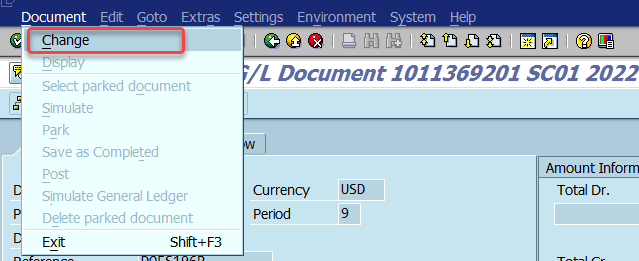 Document Edit Goto Extras Settings Environment System Help
Change
Display
G/L Document 1011369201 SC01 2022
Select parked document
Simulate
Park
Save as Completed
ow
Amount Inform
Post
Currency USD
Total Dr.
Simulate General Ledger
Period 9
Delete parked document
Exit Shift+F3
Total Cr.